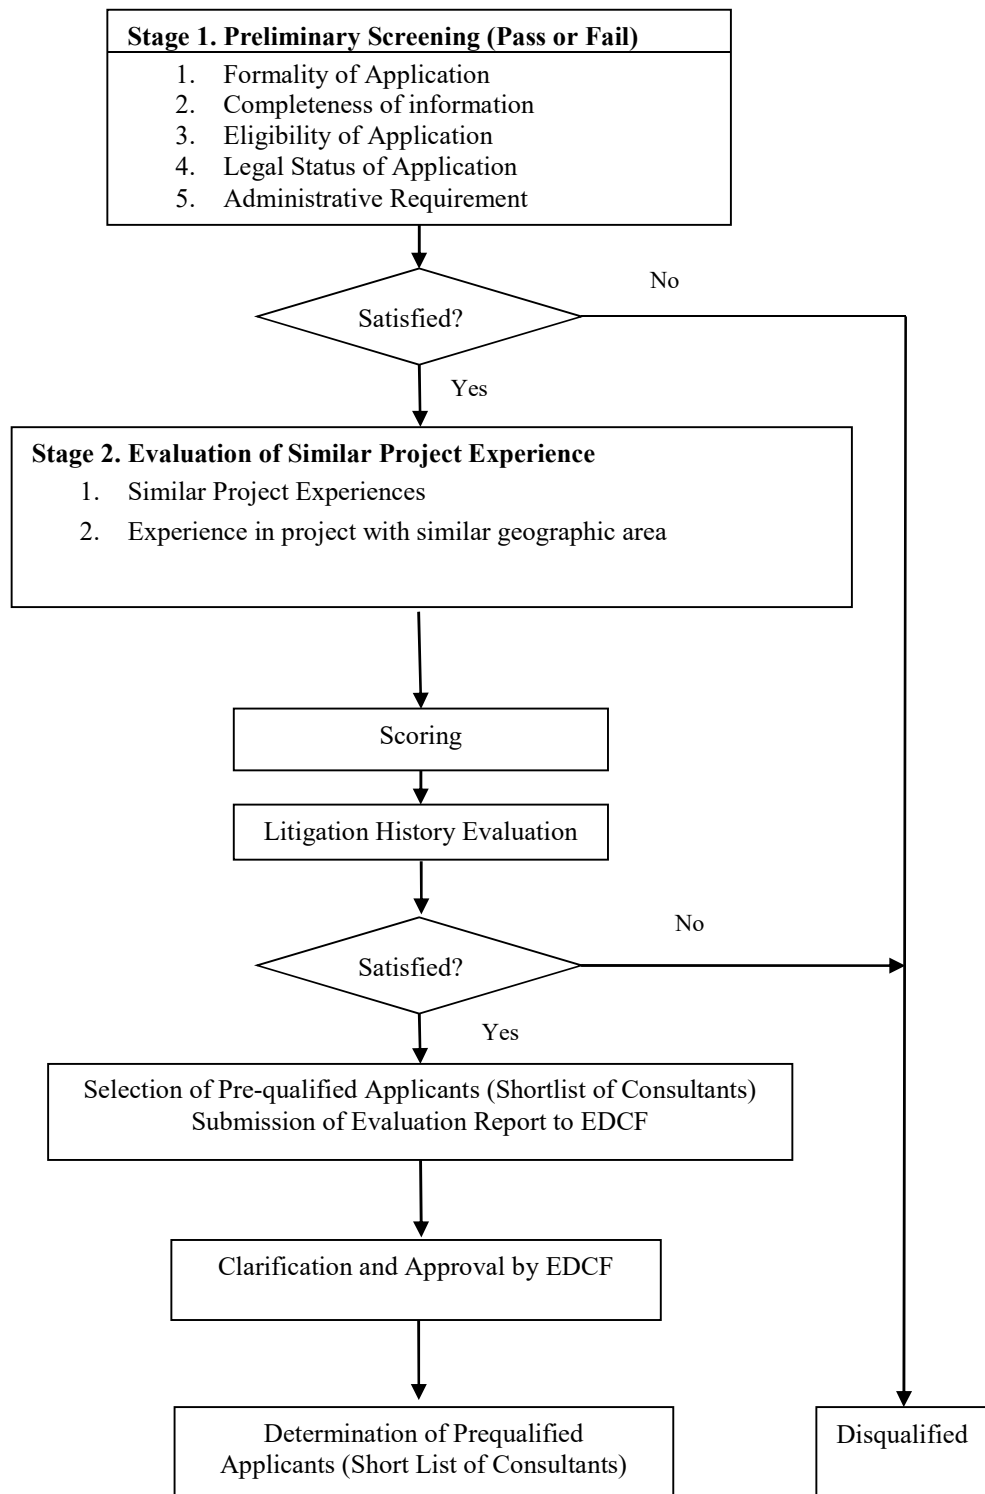 Stage 1. Preliminary Screening (Pass or Fail)
1. Formality of Application
2. Completeness of information
3. Eligibility of Application
4. Legal Status of Application
5. Administrative Requirement
No
Satisfied?
Yes
Stage 2. Evaluation of Similar Project Experience
1. Similar Project Experiences
2. Experience in project with similar geographic area
Scoring
Litigation History Evaluation
No
Satisfied?
Yes
Selection of Pre-qualified Applicants (Shortlist of Consultants)
Submission of Evaluation Report to EDCF
Clarification and Approval by EDCF
Determination of Prequalified
Applicants (Short List of Consultants)
Disqualified